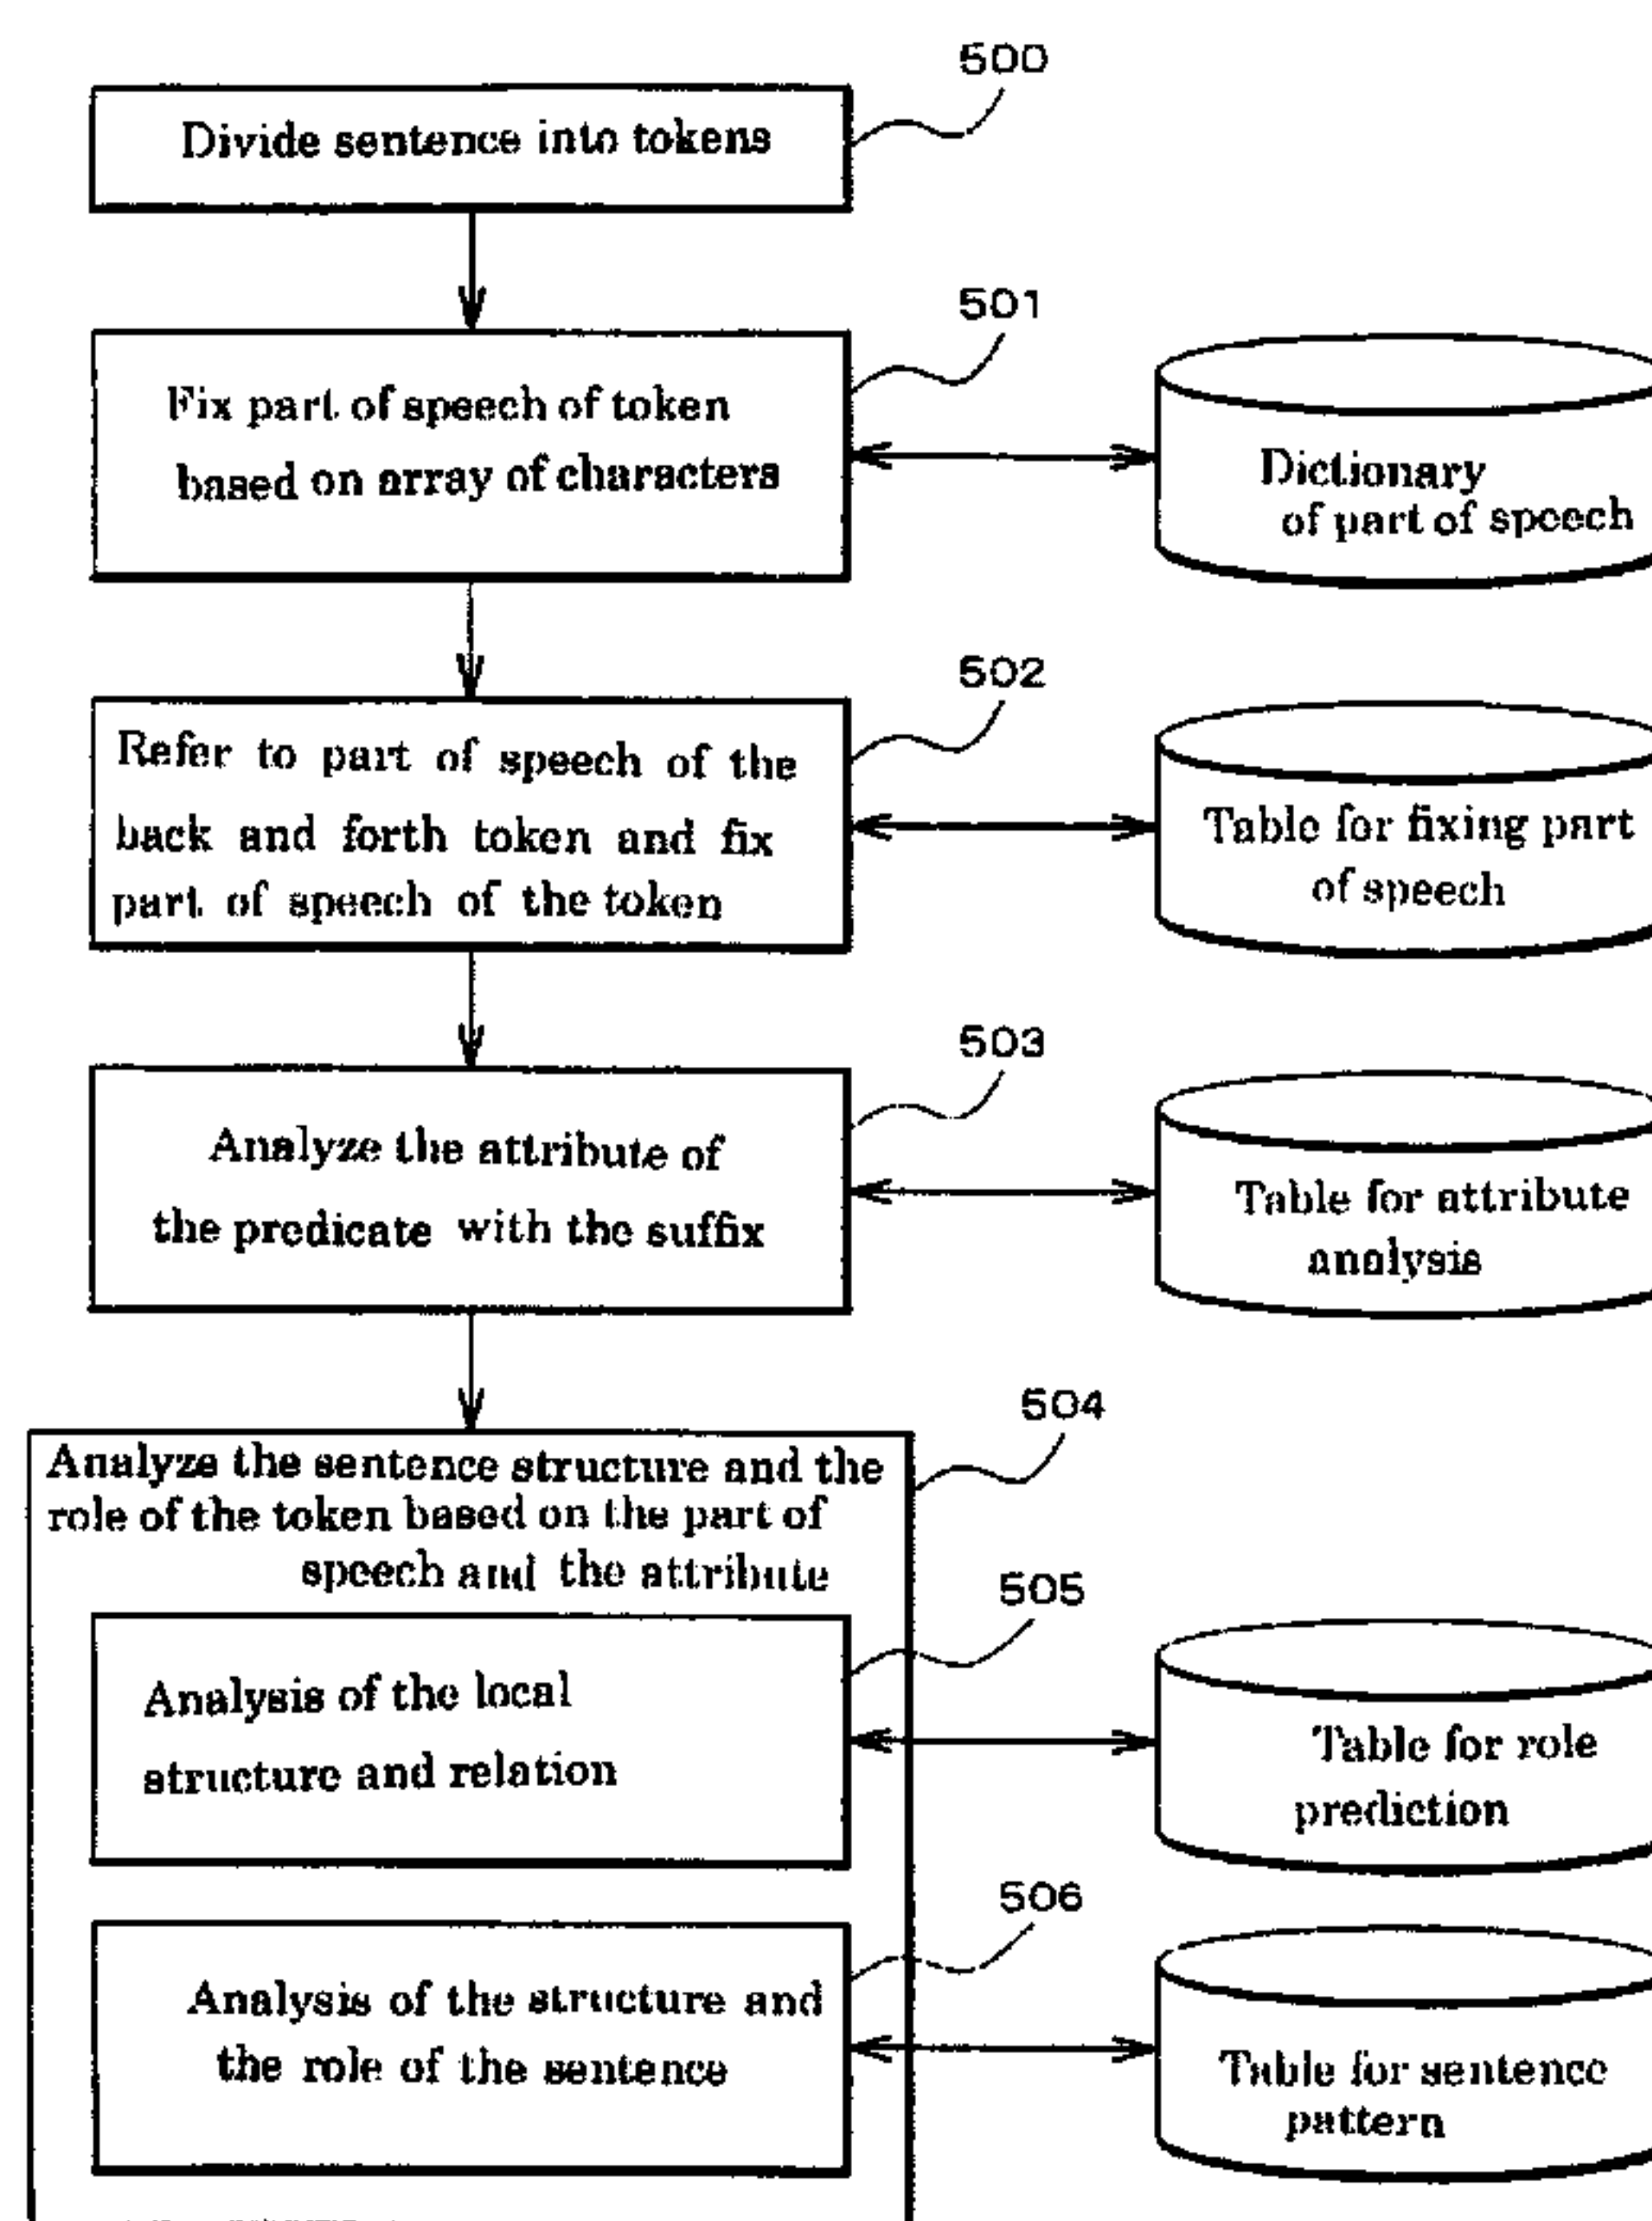 500
Divide sentence into tokens
501
Fix part of speech of token
based on array of characters
Dictionary
of part of speech
502
Refer to part of speech of the
back and forth token and fix
part of speech of the token
Table for fixing part
of speech
503
Analyze the attribute of
the predicate with the suffix
Table for attribute
analysis
504
Analyze the sentence structure and the
role of the token based on the part of
speech and the attribute
505
Analysis of the local
structure and relation
Table for role
prediction
506
Analysis of the structure and
the role of the sentence
Table for sentence
pattern